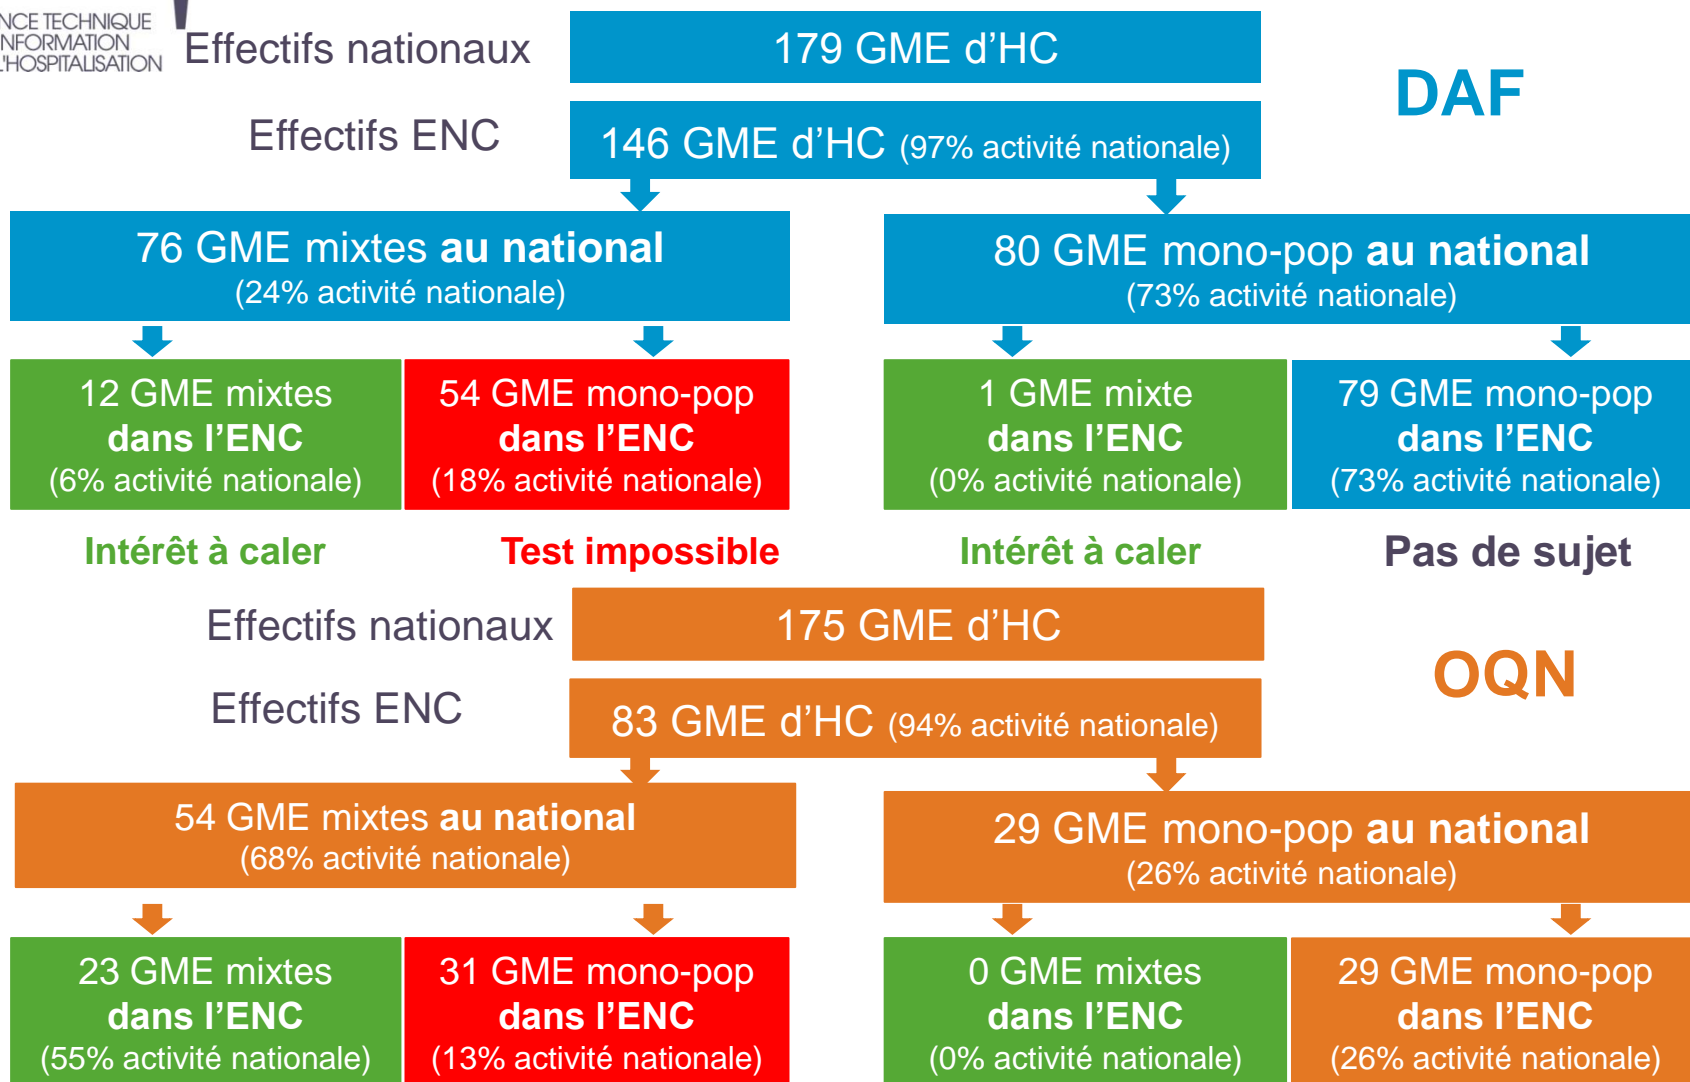 NCE TECHNIQUE
NFORMATION
L'HOSPITALISATION
Effectifs nationaux
179 GME d'HC
DAF
Effectifs ENC
146 GME d'HC (97% activité nationale)
76 GME mixtes au national
(24% activité nationale)
80 GME mono-pop au national
(73% activité nationale)
12 GME mixtes
dans l'ENC
(6% activité nationale)
54 GME mono-pop
dans l'ENC
(18% activité nationale)
1 GME mixte
dans l'ENC
(0% activité nationale)
79 GME mono-pop
dans l'ENC
(73% activité nationale)
Intérêt à caler
Test impossible
Intérêt à caler
Pas de sujet
Effectifs nationaux
175 GME d'HC
OQN
Effectifs ENC
83 GME d'HC (94% activité nationale)
54 GME mixtes au national
(68% activité nationale)
29 GME mono-pop au national
(26% activité nationale)
23 GME mixtes
dans l'ENC
(55% activité nationale)
31 GME mono-pop
dans l'ENC
(13% activité nationale)
0 GME mixtes
dans l'ENC
(0% activité nationale)
29 GME mono-pop
dans l'ENC
(26% activité nationale)